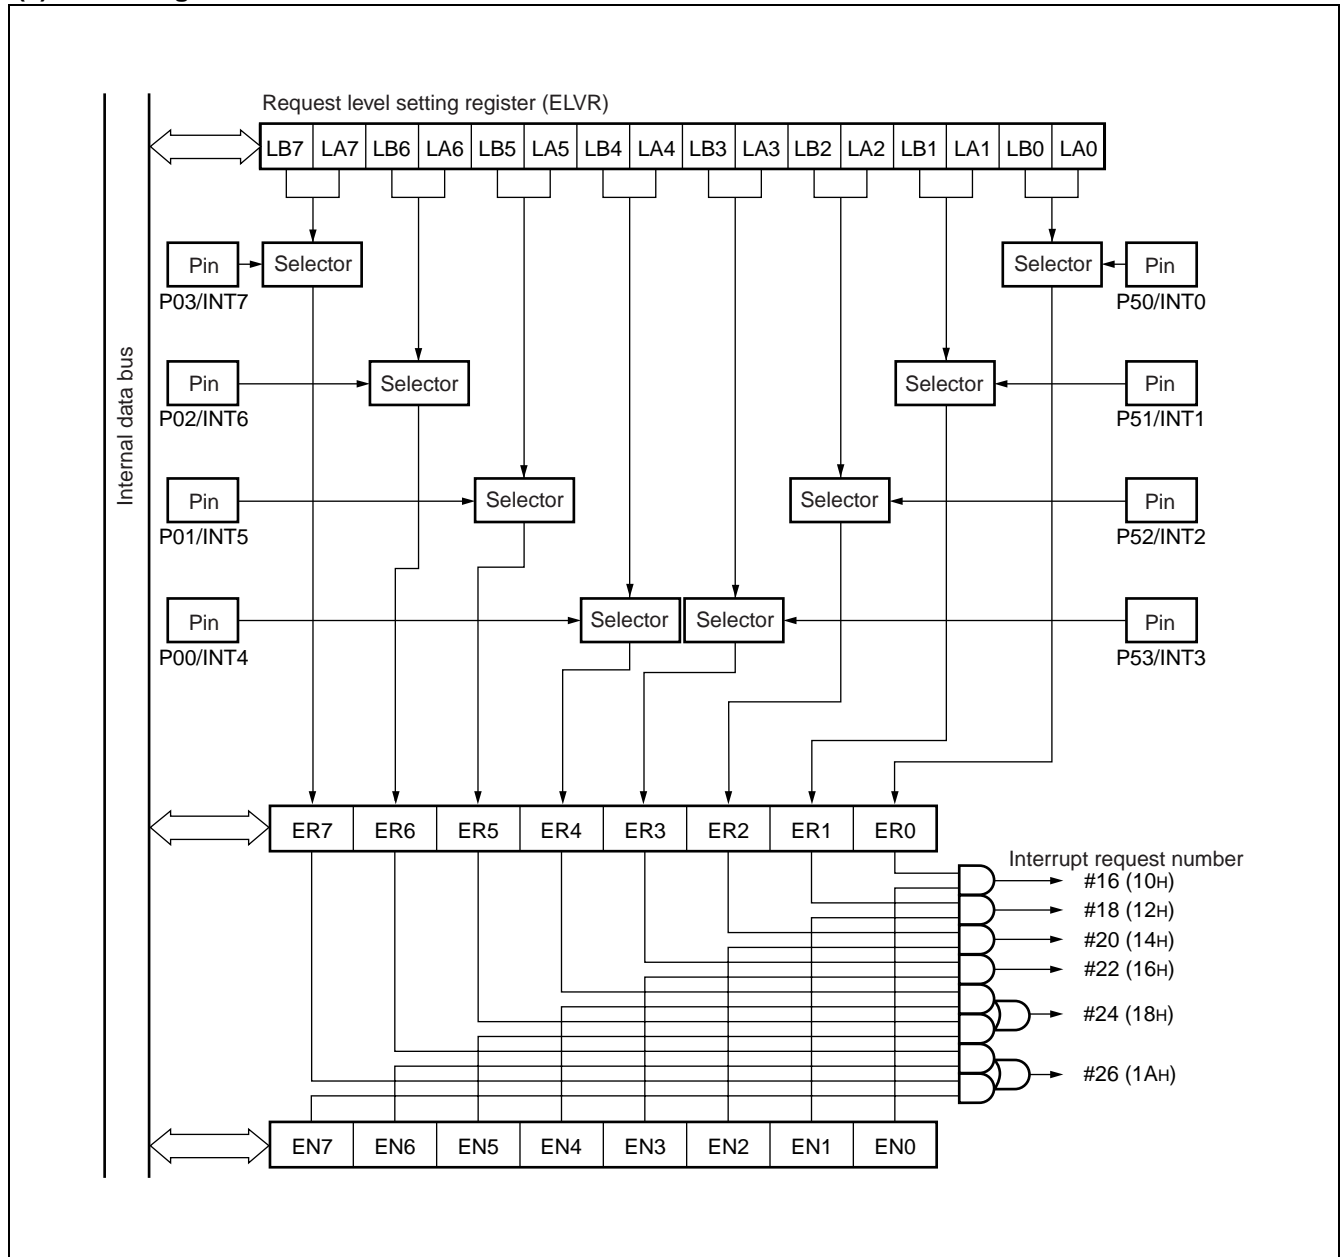 Request level setting register (ELVR)
LB7 LA7 LB6 LA6 LB5 LA5 LB4 LA4 LB3 LA3 LB2 LA2 LB1 LA1 LB0 LA0
Pin Selector Selector Pin
P03/INT7 P50/INT0
Internal data bus
Pin Selector Selector Pin
P02/INT6 P51/INT1
Pin Selector Selector Pin
P01/INT5 P52/INT2
Pin Selector Selector Pin
P00/INT4 P53/INT3
ER7 ER6 ER5 ER4 ER3 ER2 ER1 ER0
Interrupt request number
#16 (10H)
#18 (12H)
#20 (14H)
#22 (16H)
#24 (18H)
#26 (1AH)
EN7 EN6 EN5 EN4 EN3 EN2 EN1 EN0